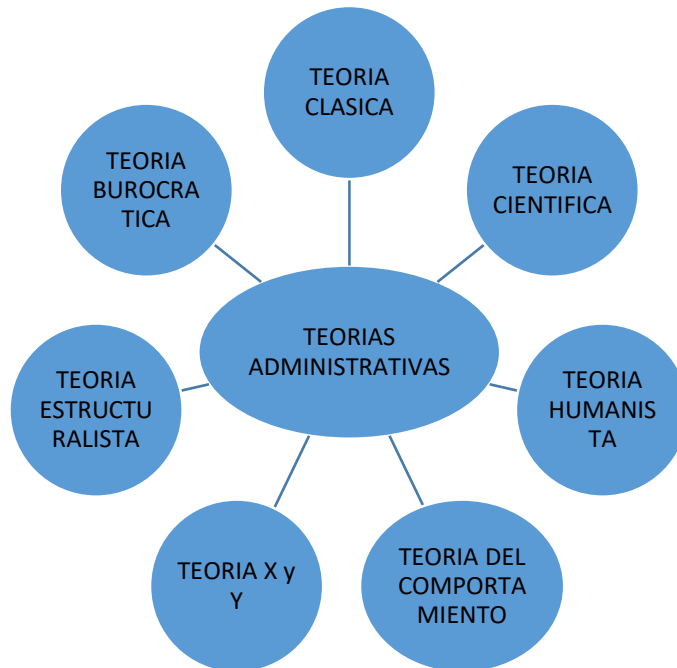 TEORIA
CLASICA
TEORIA
CIENTIFICA
TEORIA
HUMANIS
TA
TEORIA DEL
COMPORTA
MIENTO
TEORIA X y
Y
TEORIA
ESTRUCTU
RALISTA
TEORIA
BUROCRA
TICA
TEORIAS
ADMINISTRATIVAS